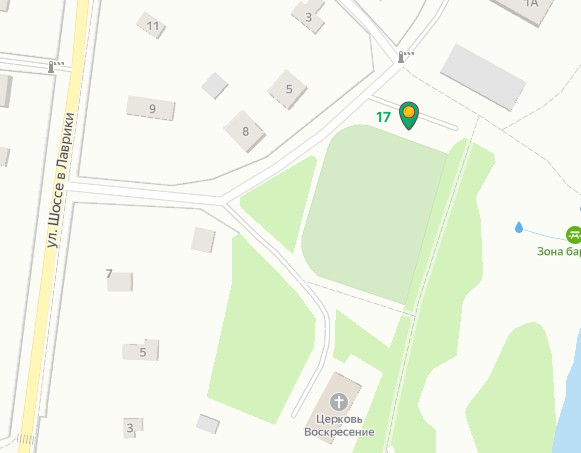 1А
3
11
5
9
17
8
ул. Шоссе в Лаврики
Зона бар
7
5
Церковь
Воскресение
3